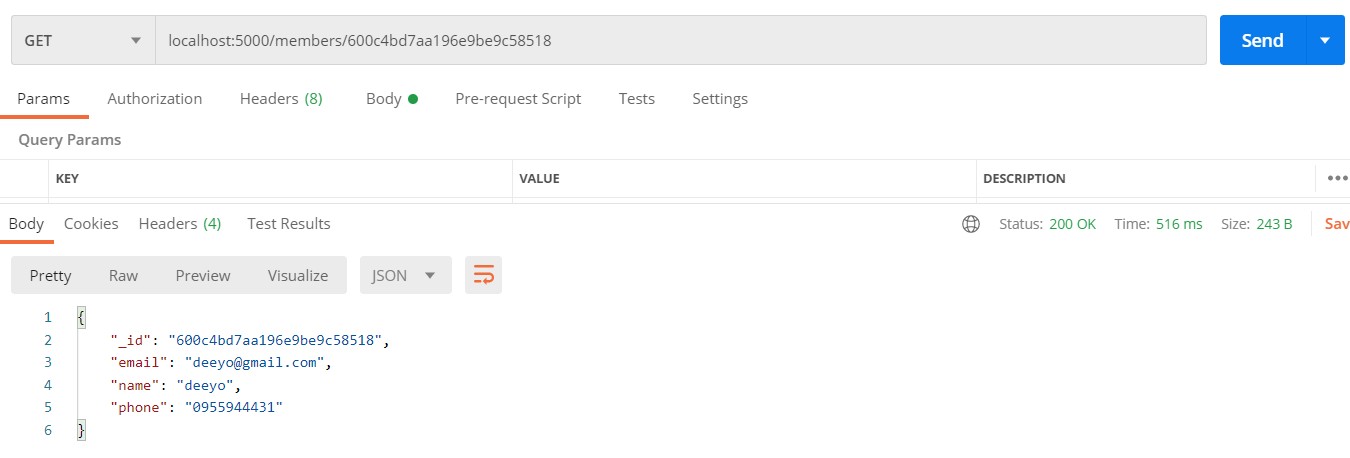 GET localhost:5000/members/600c4bd7aa196e9be9c58518 Send
Params Authorization Headers (8) Body Pre-request Script Tests Settings
Query Params
KEY VALUE DESCRIPTION
Body Cookies Headers (4) Test Results Status: 200 OK Time: 516 ms Size: 243 B Sav
Pretty Raw Preview Visualize JSON
1 {
2 "_id": "600c4bd7aa196e9be9c58518",
3 "email": "deeyo@gmail.com",
4 "name": "deeyo",
5 "phone": "0955944431"
6 }